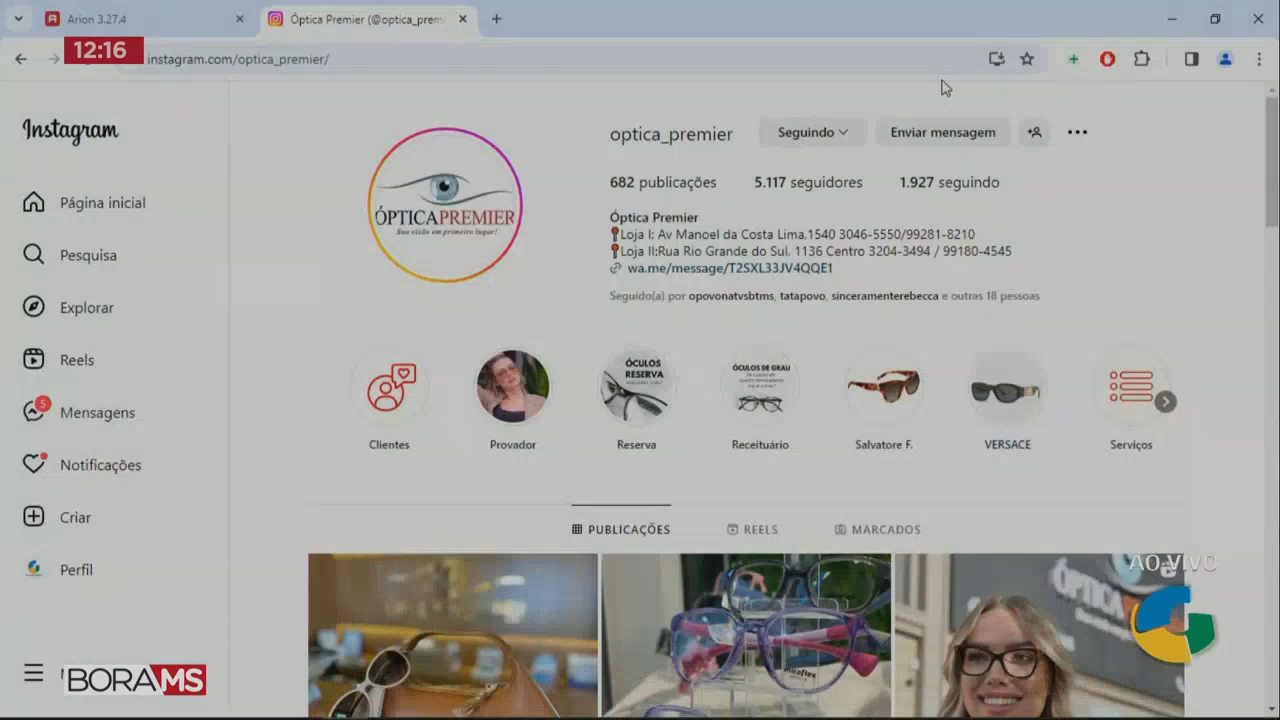 Arion 3.27.4
Óptica Premier (@optica_prem
12:16
instagram.com/optica_premier/
Instagram
optica_premier
Seguindo
Enviar mensagem
682 publicações
5.117 seguidores
1.927 seguindo
Óptica Premier
Loja I: Av Manoel da Costa Lima.1540 3046-5550/99281-8210
Loja II:Rua Rio Grande do Sul. 1136 Centro 3204-3494 / 99180-4545
wa.me/message/T2SXL33JV4QQE1
Seguido(a) por opovonatvsbtms, tatapovo, sinceramenterebecca e outras 18 pessoas
ÓPTICAPREMIER
Sua visão em primeiro lugar!
Página inicial
Pesquisa
Explorar
Reels
5
Mensagens
Notificações
Criar
Perfil
ÓCULOS
RESERVA
ÓCULOS DE GRAU
Clientes
Provador
Reserva
Receituário
Salvatore F.
VERSACE
Serviços
PUBLICAÇÕES
REELS
MARCADOS
AO VIVO
ÓPTICA
BORAMS